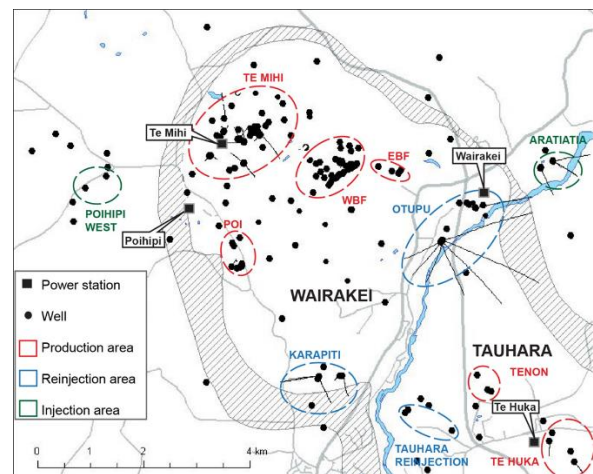 TE MIHI
Te Mihi
EBF
ARATIATIA
Wairakei
WBF
POIHIPI
WEST
OTUPU
Poihipi
POI
Power station
Well
Production area
Reinjection area
Injection area
WAIRAKEI
KARAPITI
TAUHARA
TENON
Te Huka
TAUHARA
REINJECTION
TE HUKA
0 1 2 4 km